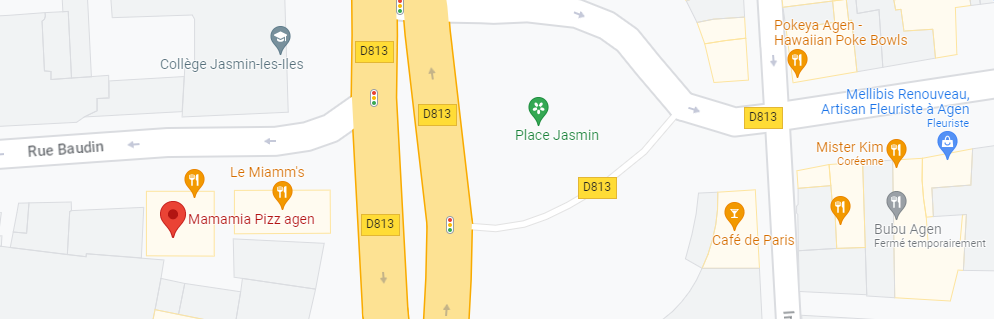 Pokeya Agen -
Hawaiian Poke Bowls
D813
Collège Jasmin-les-Iles
Mellibis Renouveau,
Artisan Fleuriste à Agen
Fleuriste
D813
D813
Place Jasmin
Rue Baudin
Mister Kim
Coréenne
Le Miamm's
D813
Mamamia Pizz agen
D813
Bubu Agen
Fermé temporairement
Café de Paris